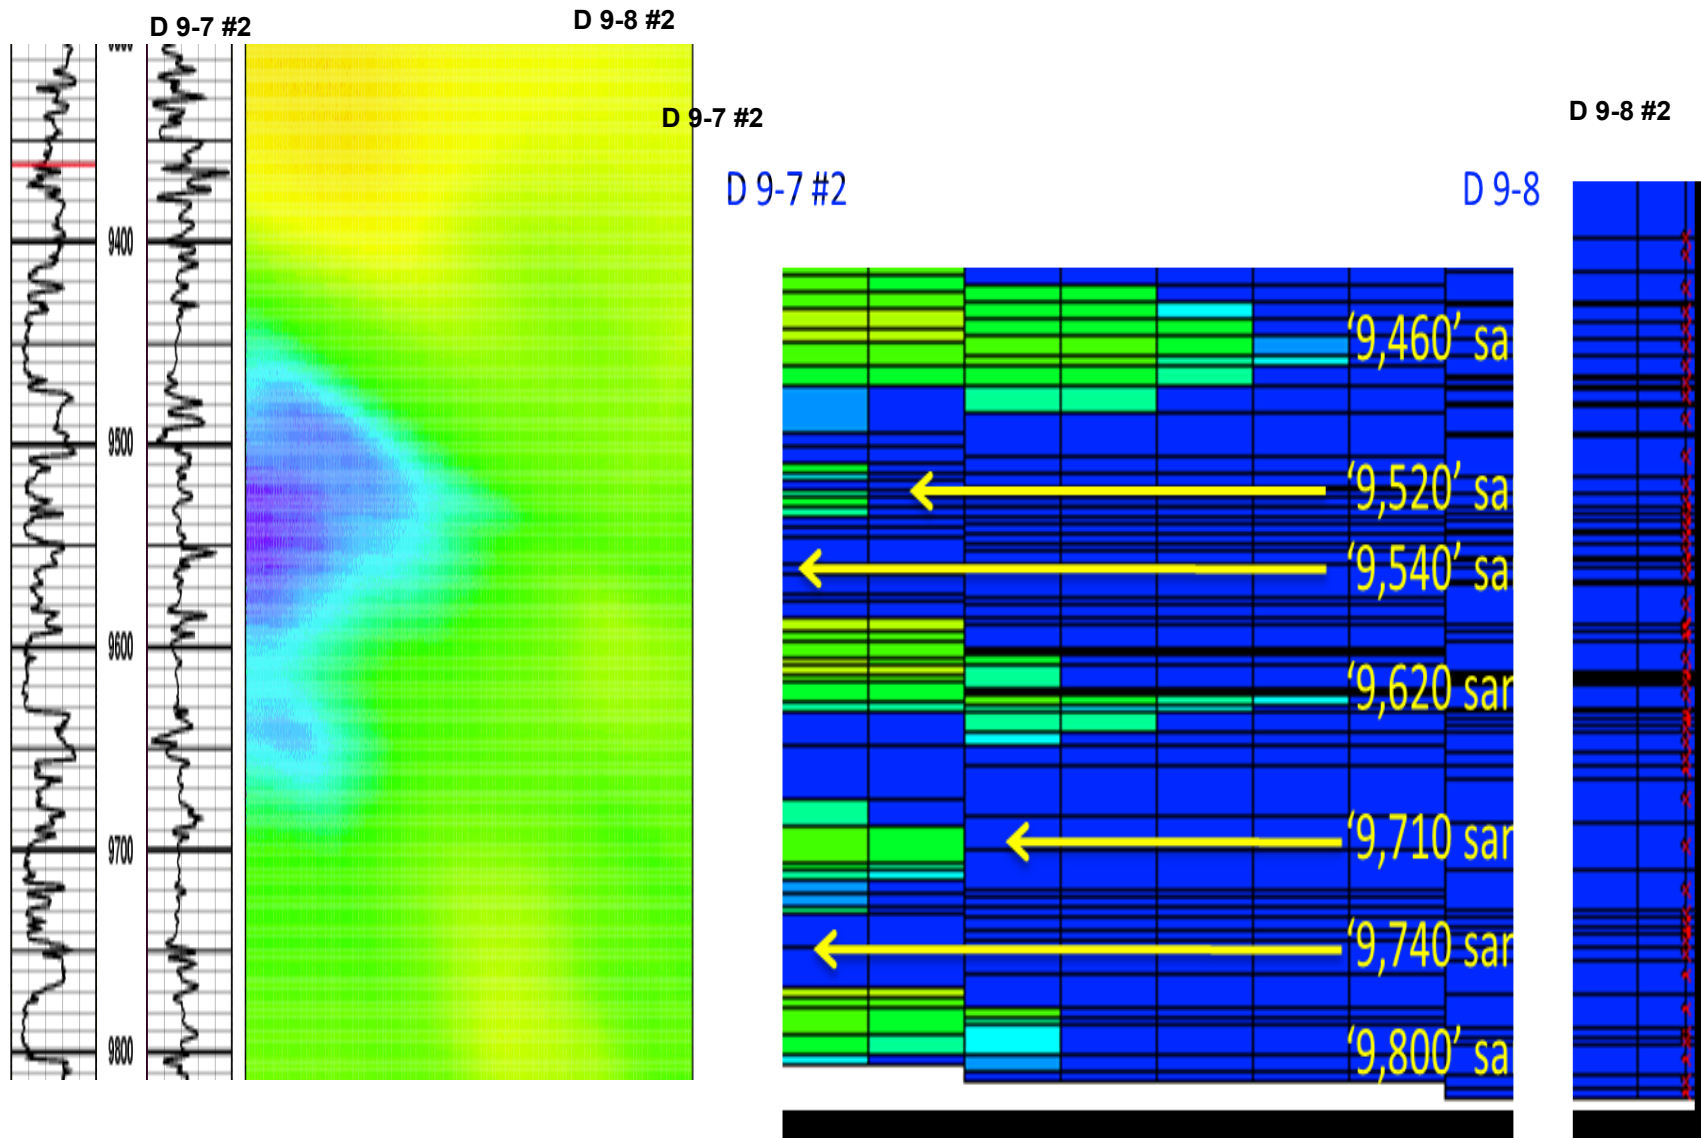 D 9-7 #2
D 9-8 #2
9400
9500
9600
9700
9800
D 9-7 #2
D 9-8 #2
D 9-7 #2
D 9-8
‘9,460’ sa
‘9,520’ sa
‘9,540’ sa
‘9,620 sar
‘9,710 sar
‘9,740 sar
‘9,800’ sa